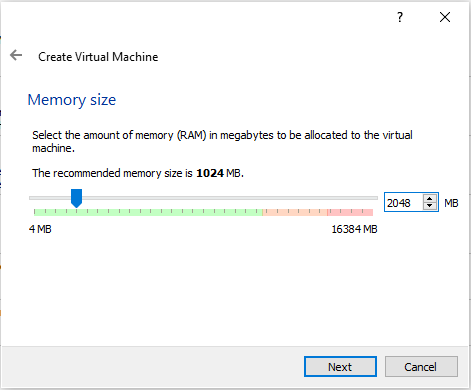 ?
Create Virtual Machine
Memory size
Select the amount of memory (RAM) in megabytes to be allocated to the virtual
machine.
The recommended memory size is 1024 MB.
2048 MB
4 MB 16384 MB
Next Cancel